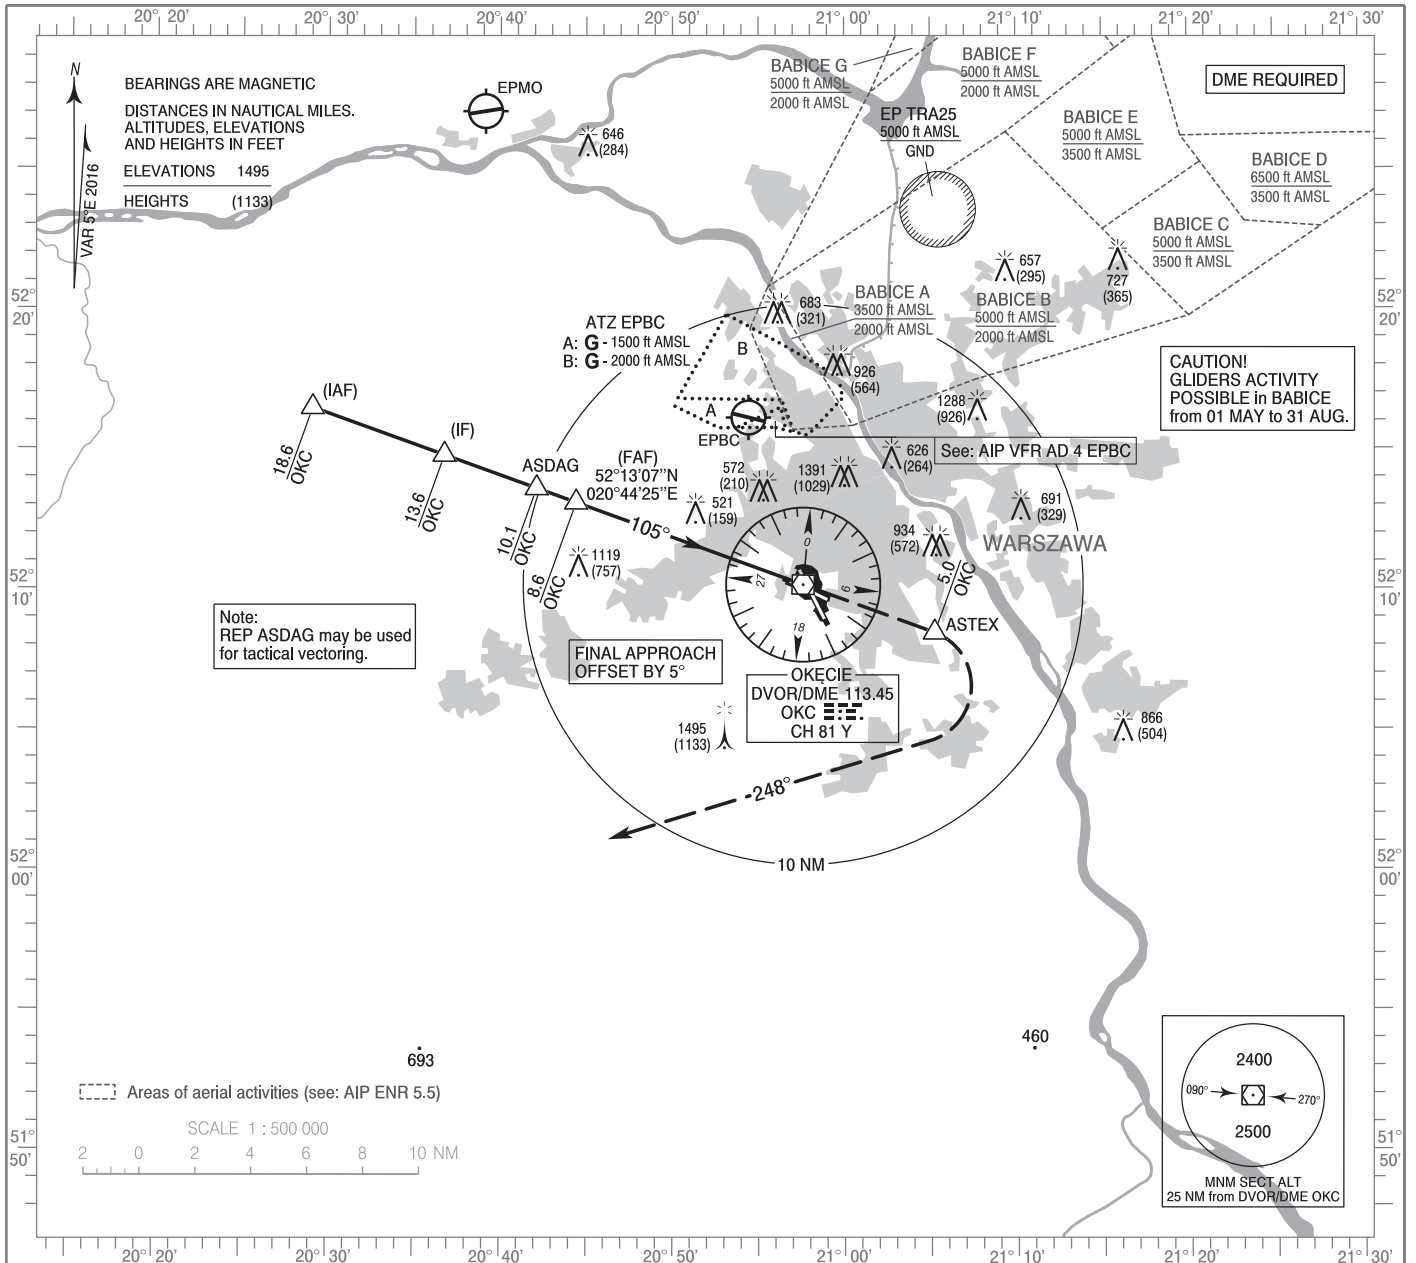 20° 20' 20° 30' 20° 40' 20° 50' 21° 00' 21° 10' 21° 20' 21° 30'
N
VAR 5°E 2016
BEARINGS ARE MAGNETIC
DISTANCES IN NAUTICAL MILES.
ALTITUDES, ELEVATIONS
AND HEIGHTS IN FEET
ELEVATIONS 1495
HEIGHTS (1133)
EPMO
646
(284)
BABICE G
5000 ft AMSL
2000 ft AMSL
BABICE F
5000 ft AMSL
2000 ft AMSL
DME REQUIRED
EP TRA25
5000 ft AMSL
GND
BABICE E
5000 ft AMSL
3500 ft AMSL
BABICE D
6500 ft AMSL
3500 ft AMSL
BABICE C
5000 ft AMSL
3500 ft AMSL
657
(295)
727
(365)
52°
20'
52°
20'
BABICE A
3500 ft AMSL
2000 ft AMSL
BABICE B
5000 ft AMSL
2000 ft AMSL
683
(321)
ATZ EPBC
A: G - 1500 ft AMSL
B: G - 2000 ft AMSL
B
A
EPBC
926
(564)
1288
(926)
CAUTION!
GLIDERS ACTIVITY
POSSIBLE in BABICE
from 01 MAY to 31 AUG.
See: AIP VFR AD 4 EPBC
(IAF)
18.6
OKC
(IF)
13.6
OKC
ASDAG
10.1
OKC
(FAF)
52°13'07''N
020°44'25''E
8.6
OKC
105°
572
(210)
521
(159)
1391
(1029)
626
(264)
691
(329)
934
(572)
WARSZAWA
1119
(757)
0
9
18
27
5.0
OKC
ASTEX
52°
10'
52°
10'
Note:
REP ASDAG may be used
for tactical vectoring.
FINAL APPROACH
OFFSET BY 5°
OKĘCIE
DVOR/DME 113.45
OKC
CH 81 Y
1495
(1133)
866
(504)
248°
10 NM
52°
00'
52°
00'
693
460
Areas of aerial activities (see: AIP ENR 5.5)
SCALE 1 : 500 000
2 0 2 4 6 8 10 NM
51°
50'
51°
50'
2400
090°
270°
2500
MNM SECT ALT
25 NM from DVOR/DME OKC
20° 20' 20° 30' 20° 40' 20° 50' 21° 00' 21° 10' 21° 20' 21° 30'